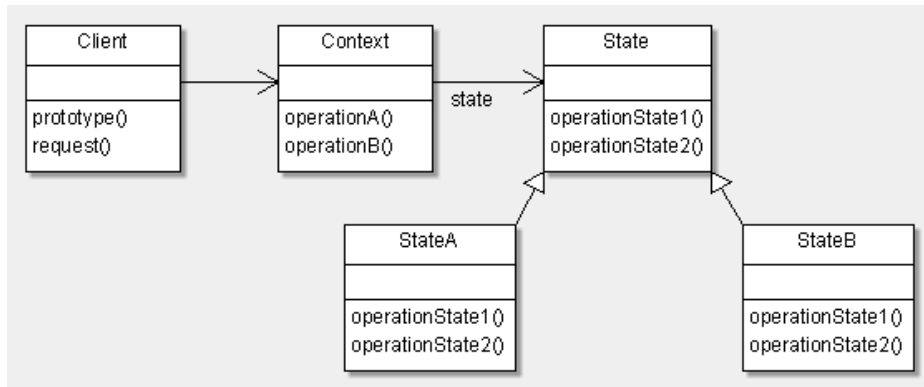 Client
prototype()
request()
Context
operationA()
operationB()
state
State
operationState1()
operationState2()
StateA
operationState1()
operationState2()
StateB
operationState1()
operationState2()